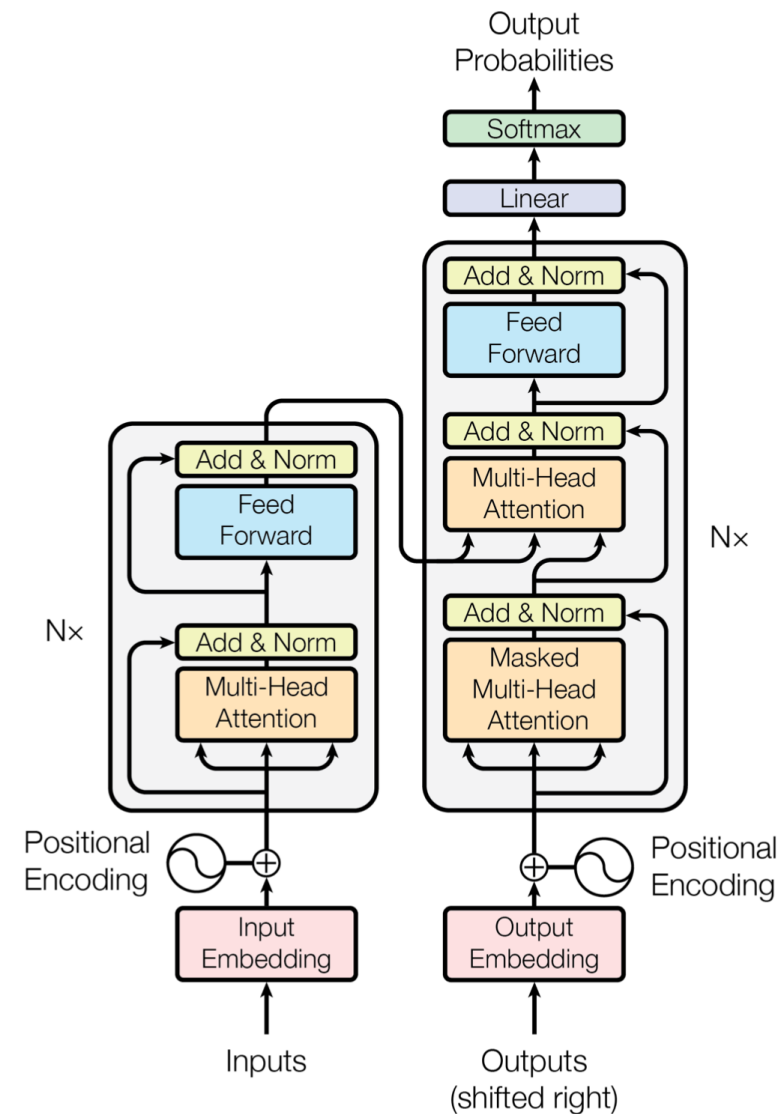 Output
Probabilities
Softmax
Linear
Add & Norm
Feed
Forward
Add & Norm
Multi-Head
Attention
Nx
Add & Norm
Masked
Multi-Head
Attention
Positional
Encoding
Output
Embedding
Outputs
(shifted right)
Add & Norm
Feed
Forward
Nx
Add & Norm
Multi-Head
Attention
Positional
Encoding
Input
Embedding
Inputs